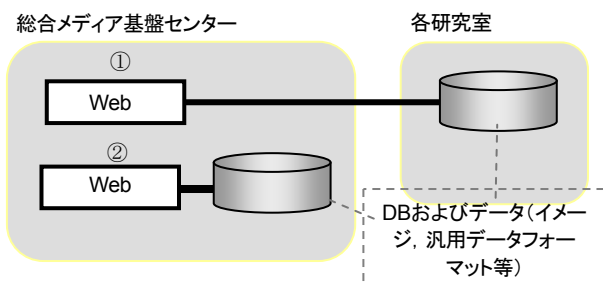 総合メディア基盤センター
各研究室
①
Web
②
Web
DBおよびデータ（イメー
ジ，汎用データフォー
マット等）